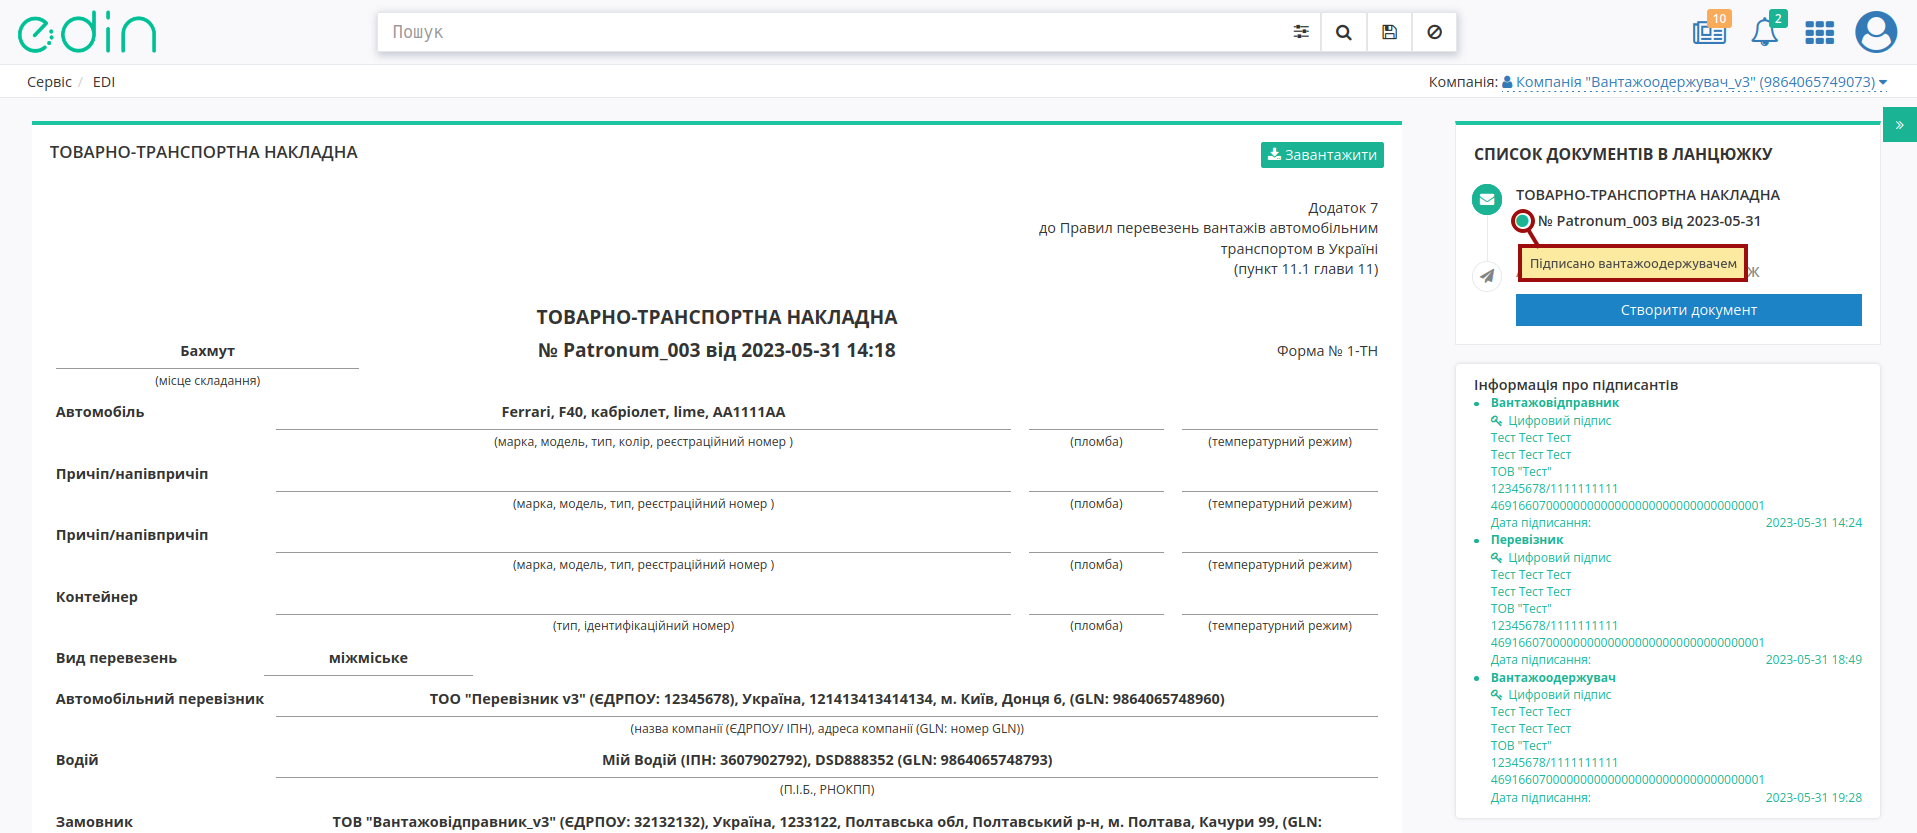 edin
Пошук
10
2
Сервіс / EDI
Компанія: Компанія "Вантажоодержувач_v3" (9864065749073)
ТОВАРНО-ТРАНСПОРТНА НАКЛАДНА
Завантажити
Додаток 7
до Правил перевезень вантажів автомобільним
транспортом в Україні
(пункт 11.1 глави 11)
ТОВАРНО-ТРАНСПОРТНА НАКЛАДНА
№ Patronum_003 від 2023-05-31 14:18
Бахмут
Форма № 1-ТН
(місце складання)
Автомобіль
Ferrari, F40, кабріолет, lime, AA1111AA
(марка, модель, тип, колір, реєстраційний номер ) (пломба) (температурний режим)
Причіп/напівпричіп
(марка, модель, тип, реєстраційний номер ) (пломба) (температурний режим)
Причіп/напівпричіп
(марка, модель, тип, реєстраційний номер ) (пломба) (температурний режим)
Контейнер
(тип, ідентифікаційний номер) (пломба) (температурний режим)
Вид перевезень міжміське
Автомобільний перевізник ТОО "Перевізник v3" (ЄДРПОУ: 12345678), Україна, 121413413414134, м. Київ, Донця 6, (GLN: 9864065748960)
(назва компанії (ЄДРПОУ/ ІПН), адреса компанії (GLN: номер GLN))
Водій Мій Водій (ІПН: 3607902792), DSD888352 (GLN: 9864065748793)
(П.І.Б., РНОКПП)
Замовник ТОВ "Вантажовідправник_v3" (ЄДРПОУ: 32132132), Україна, 1233122, Полтавська обл, Полтавський р-н, м. Полтава, Качури 99, (GLN:
»
СПИСОК ДОКУМЕНТІВ В ЛАНЦЮЖКУ
ТОВАРНО-ТРАНСПОРТНА НАКЛАДНА
№ Patronum_003 від 2023-05-31
Підписано вантажоодержувачем
Створити документ
Інформація про підписантів
Вантажовідправник
Цифровий підпис
Тест Тест Тест
Тест Тест Тест
ТОВ "Тест"
12345678/1111111111
4691660700000000000000000000000000000001
Дата підписання: 2023-05-31 14:24
Перевізник
Цифровий підпис
Тест Тест Тест
Тест Тест Тест
ТОВ "Тест"
12345678/1111111111
4691660700000000000000000000000000000001
Дата підписання: 2023-05-31 18:49
Вантажоодержувач
Цифровий підпис
Тест Тест Тест
Тест Тест Тест
ТОВ "Тест"
12345678/1111111111
4691660700000000000000000000000000000001
Дата підписання: 2023-05-31 19:28